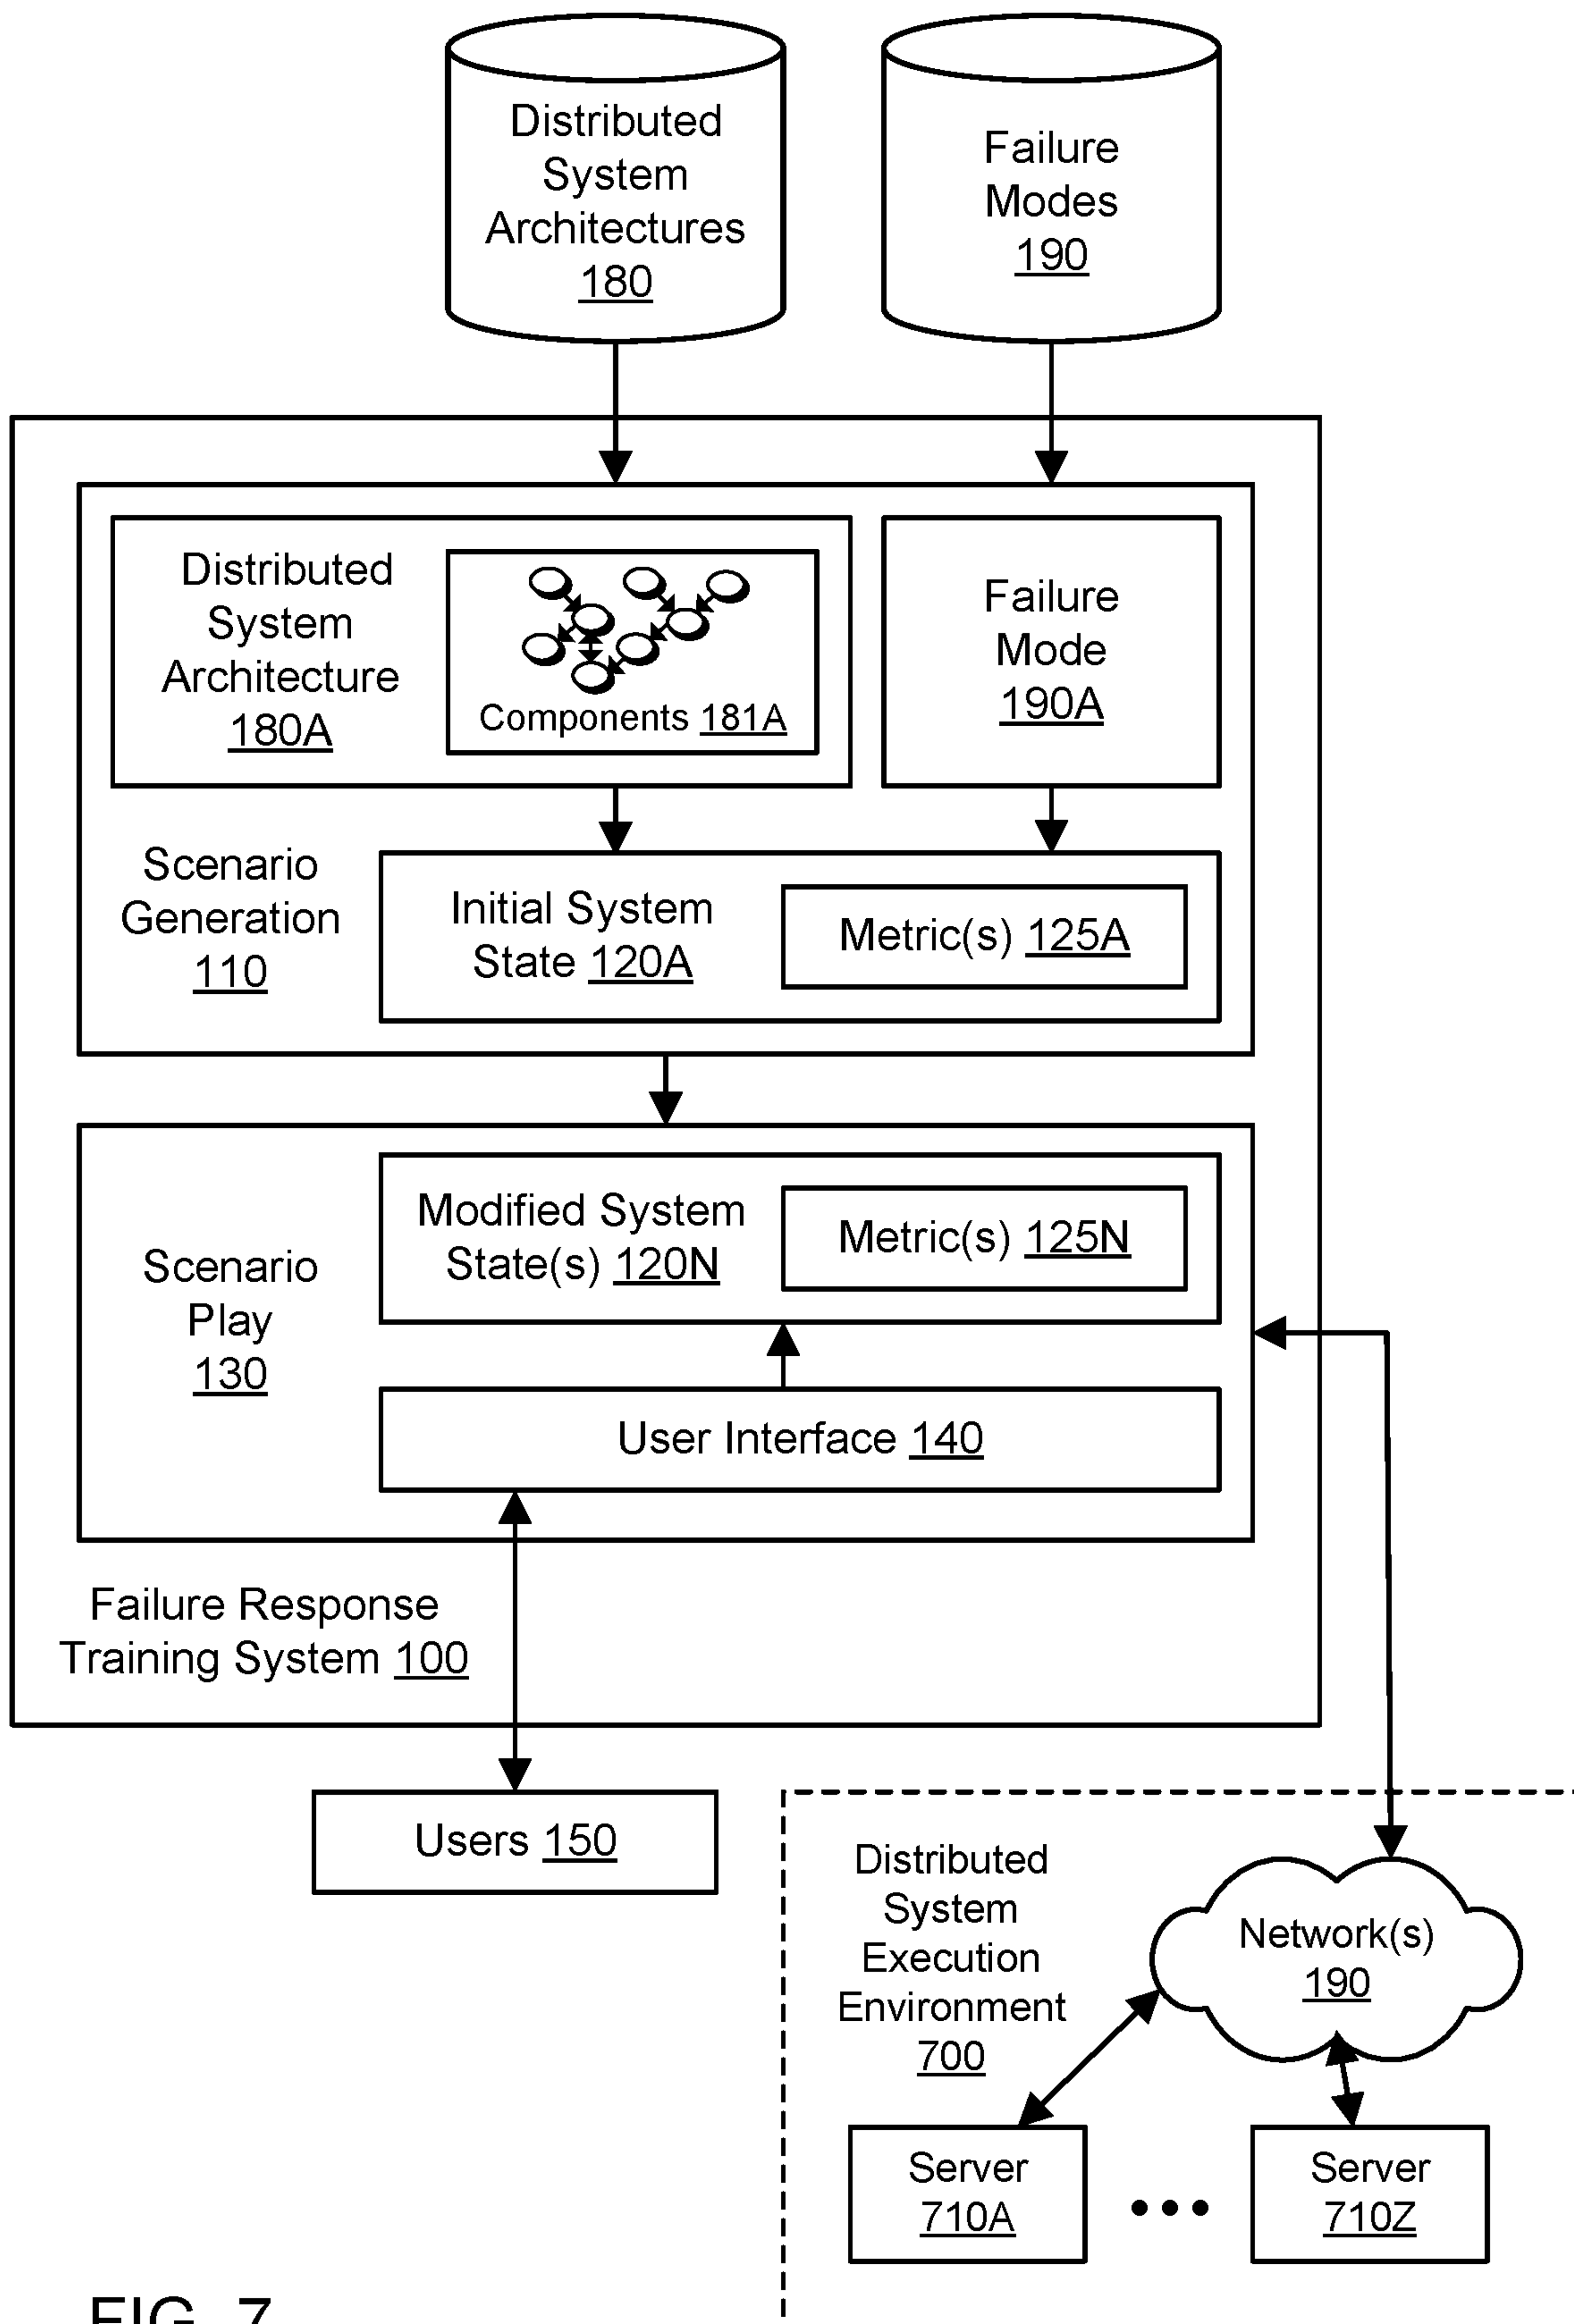 Distributed
System
Architectures
180
Failure
Modes
190
Distributed
System
Architecture
180A
Components 181A
Failure
Mode
190A
Scenario
Generation
110
Initial System
State 120A
Metric(s) 125A
Scenario
Play
130
Modified System
State(s) 120N
Metric(s) 125N
User Interface 140
Failure Response
Training System 100
Users 150
Distributed
System
Execution
Environment
700
Network(s)
190
Server
710A
Server
710Z
FIG. 7